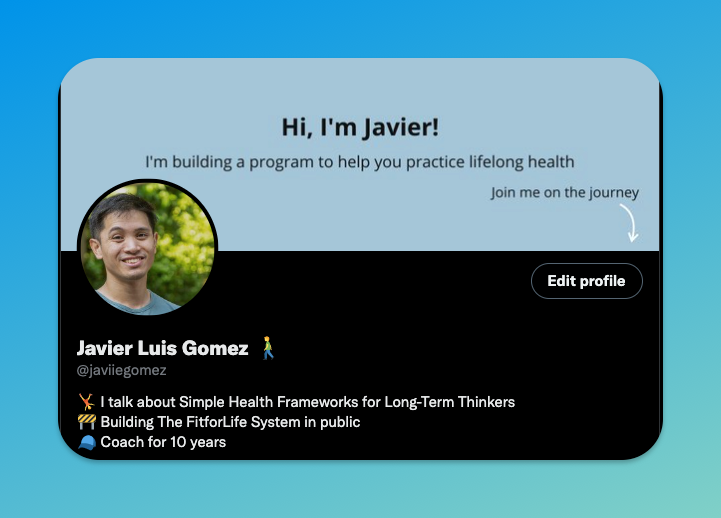 Hi, I'm Javier!
I'm building a program to help you practice lifelong health
Join me on the journey
Edit profile
Javier Luis Gomez 🚶‍♂️
@javiiegomez
🤸 I talk about Simple Health Frameworks for Long-Term Thinkers
🚧 Building The FitforLife System in public
🧢 Coach for 10 years